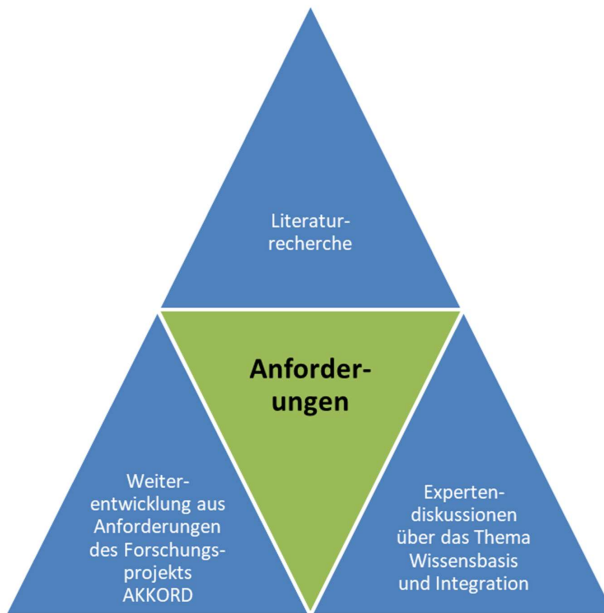 Literatur-
recherche
Anforder-
ungen
Weiter-
entwicklung aus
Anforderungen
des Forschungs-
projekts
AKKORD
Experten-
diskussionen
über das Thema
Wissensbasis
und Integration